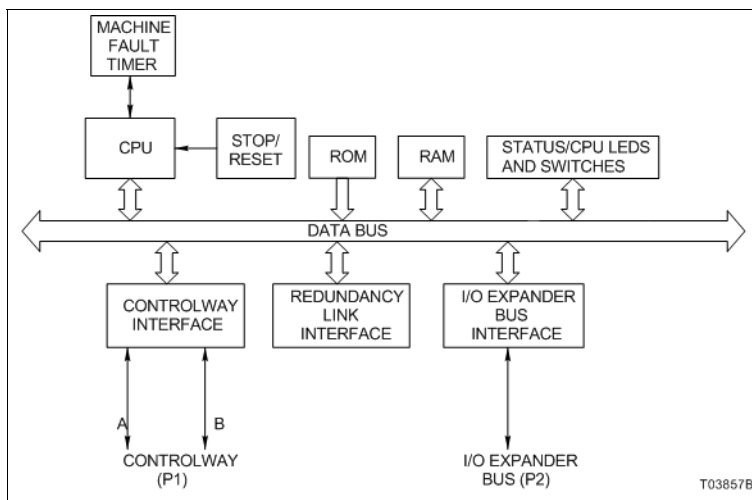 MACHINE
FAULT
TIMER
CPU
STOP/
RESET
ROM
RAM
STATUS/CPU LEDS
AND SWITCHES
DATA BUS
CONTROLWAY
INTERFACE
REDUNDANCY
LINK
INTERFACE
I/O EXPANDER
BUS
INTERFACE
A
B
CONTROLWAY
(P1)
I/O EXPANDER
BUS (P2)
T03857B